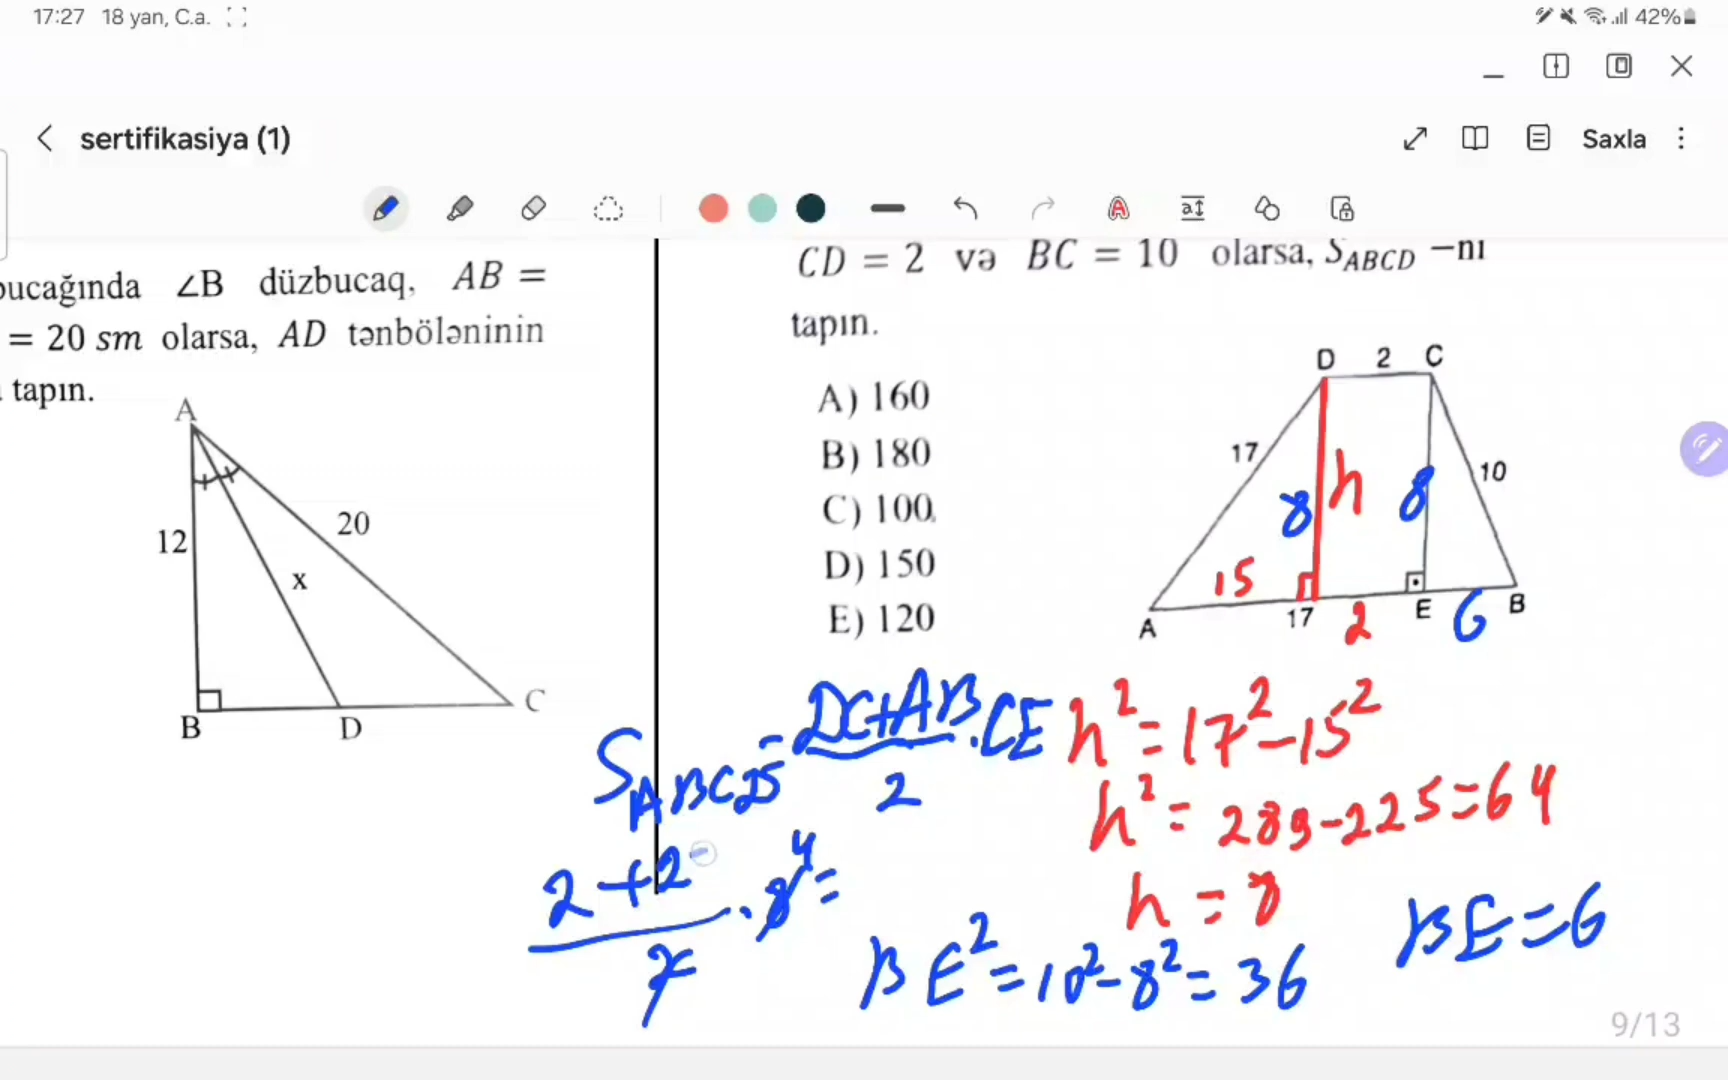 17:27 18 yan, C.a.
42%
sertifikasiya (1)
Saxla
bucağında ∠B düzbucaq, AB =
= 20 sm olarsa, AD tənböləninin
tapın.
A
12
20
x
B
D
C
CD = 2 və BC = 10 olarsa, S_ABCD –nı
tapın.
A) 160
B) 180
C) 100
D) 150
E) 120
D 2 C
17
8
h
8
10
15
A
17
2
E
6
B
S_ABCD = (DC+AB)/2 · CE
h² = 17² - 15²
h² = 289 - 225 = 64
h = 8
2 + 2
2
· 8 4 =
BE² = 10² - 8² = 36
BE = 6
9/13